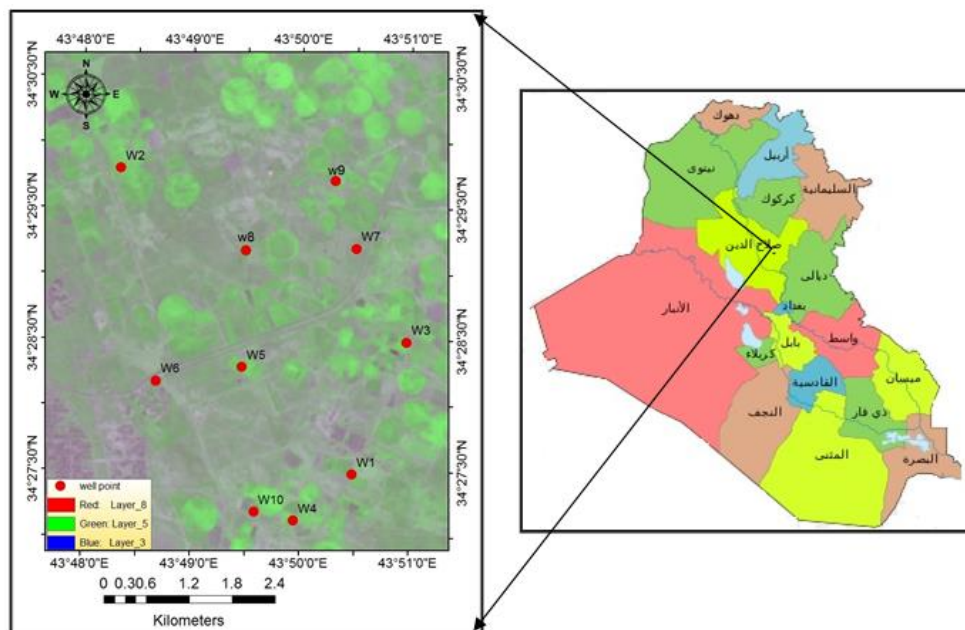 43°48'0"E 43°49'0"E 43°50'0"E 43°51'0"E
34°30'30"N
34°30'30"N
N
W E
S
W2
w9
34°29'30"N
34°29'30"N
w8
W7
W3
34°28'30"N
34°28'30"N
W5
W6
W1
34°27'30"N
34°27'30"N
W10
W4
well point
Red: Layer_8
Green: Layer_5
Blue: Layer_3
43°48'0"E 43°49'0"E 43°50'0"E 43°51'0"E
0 0.30.6 1.2 1.8 2.4
Kilometers
دهوك
أربيل
نينوى
السليمانية
كركوك
صلاح الدين
ديالى
الأنبار
بغداد
واسط
بابل
كربلاء
القادسية
ميسان
النجف
ذي قار
المثنى
البصرة